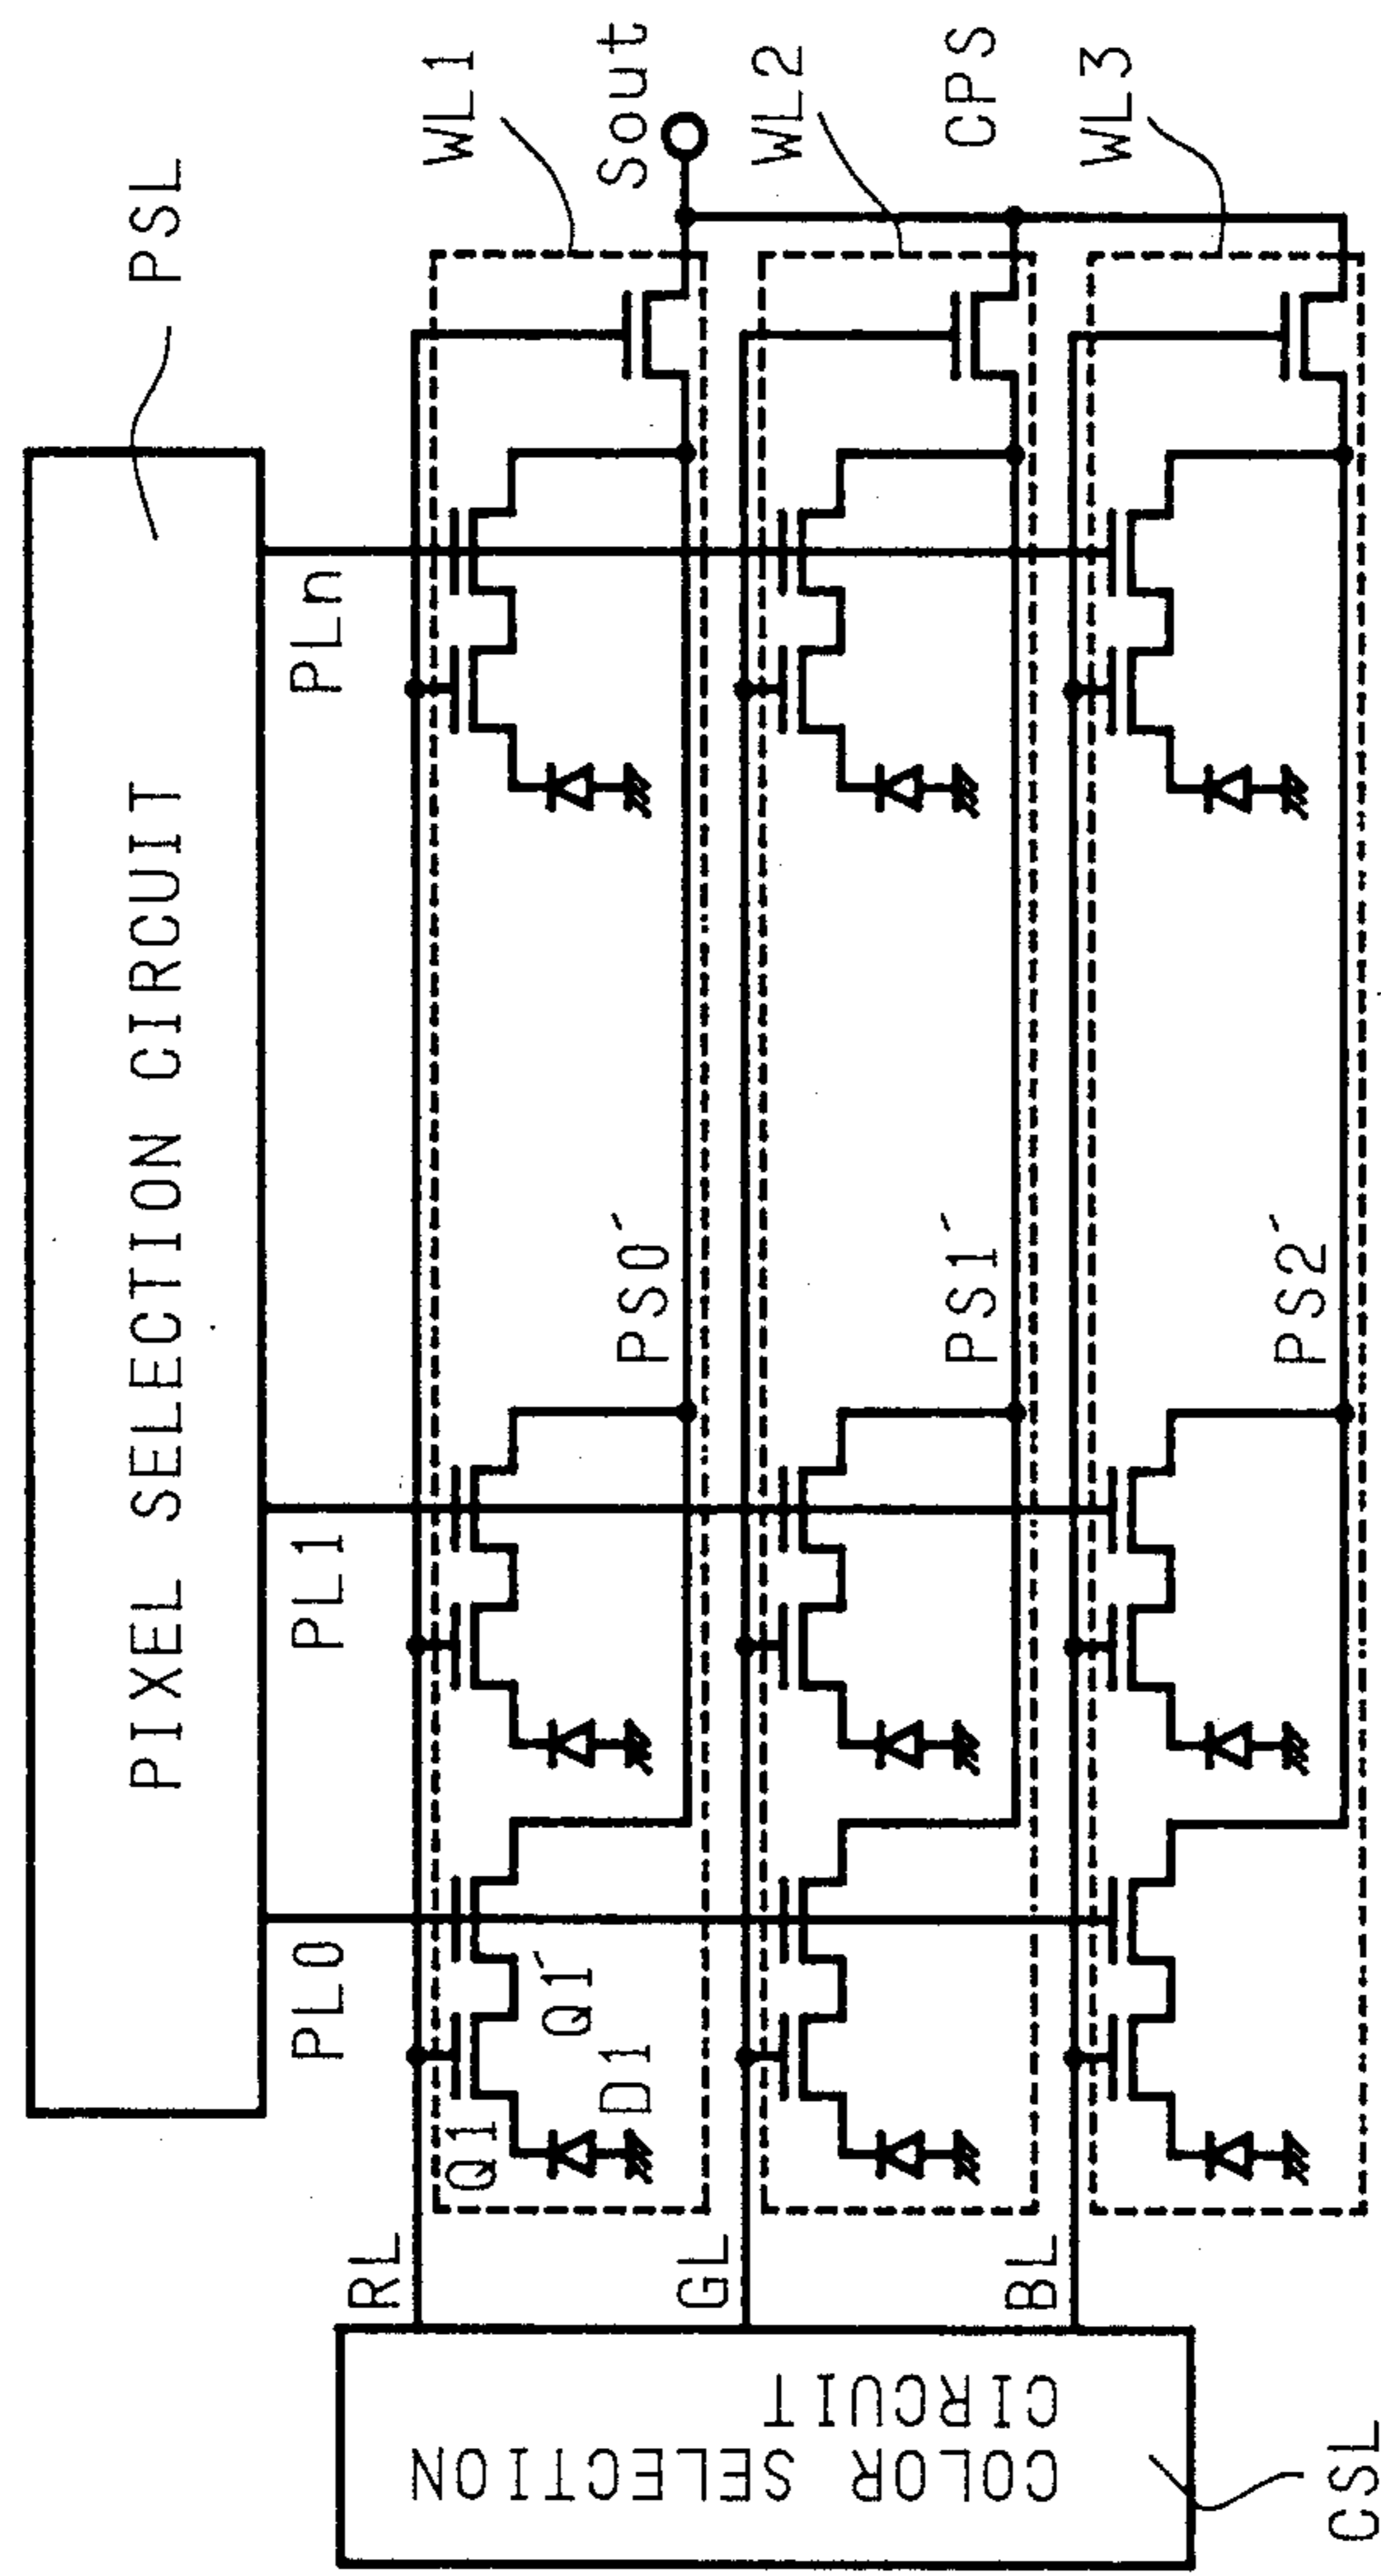 PIXEL SELECTION CIRCUIT
PSL
PL0
PL1
PLn
COLOR SELECTION
CIRCUIT
CSL
RL
GL
BL
Q1
Q1´
D1
PS0´
PS1´
PS2´
WL1
Sout
WL2
CPS
WL3